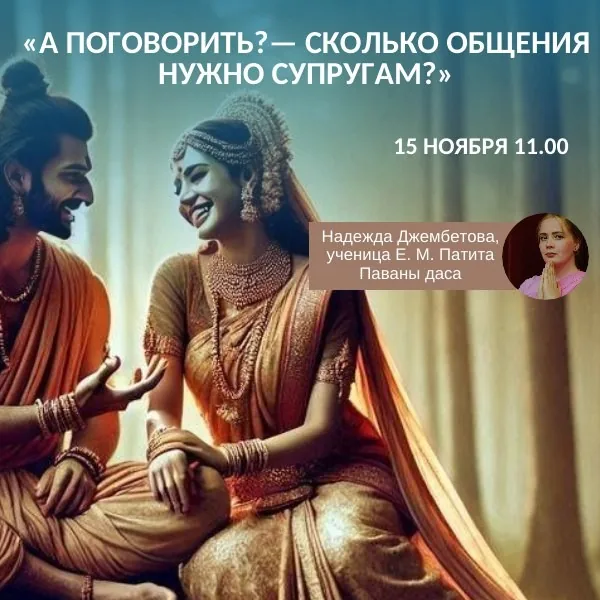 «А ПОГОВОРИТЬ?— СКОЛЬКО ОБЩЕНИЯ
НУЖНО СУПРУГАМ?»
15 НОЯБРЯ 11.00
Надежда Джембетова,
ученица Е. М. Патита
Паваны даса